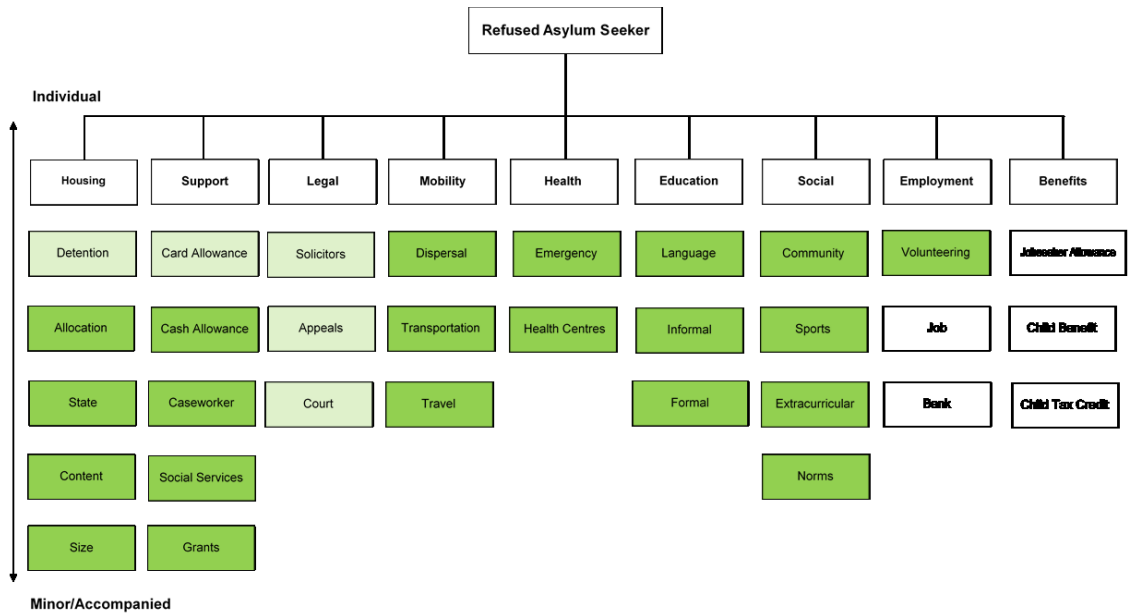 Refused Asylum Seeker
Individual
Housing
Support
Legal
Mobility
Health
Education
Social
Employment
Benefits
Detention
Card Allowance
Solicitors
Dispersal
Emergency
Language
Community
Volunteering
Jobseeker Allowance
Allocation
Cash Allowance
Appeals
Transportation
Health Centres
Informal
Sports
Job
Child Benefit
State
Caseworker
Court
Travel
Formal
Extracurricular
Bank
Child Tax Credit
Content
Social Services
Norms
Size
Grants
Minor/Accompanied